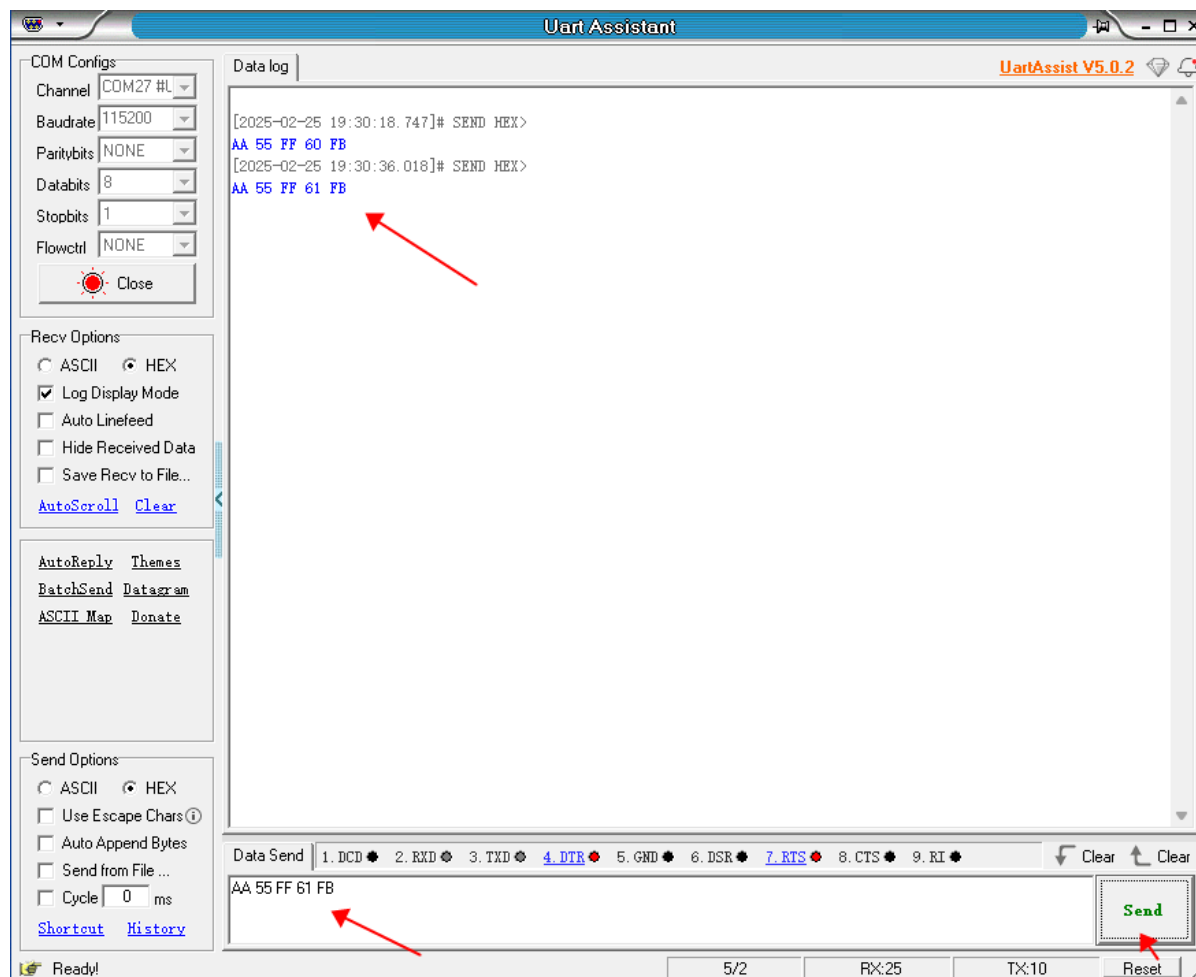 Uart Assistant
COM Configs
Channel COM27 #U
Baudrate 115200
Paritybits NONE
Databits 8
Stopbits 1
Flowctrl NONE
Close
Recv Options
ASCII HEX
Log Display Mode
Auto Linefeed
Hide Received Data
Save Recv to File...
AutoScroll Clear
AutoReply Themes
BatchSend Datagram
ASCII Map Donate
Send Options
ASCII HEX
Use Escape Chars
Auto Append Bytes
Send from File ...
Cycle 0 ms
Shortcut History
Data log
UartAssist V5.0.2
[2025-02-25 19:30:18.747]# SEND HEX>
AA 55 FF 60 FB
[2025-02-25 19:30:36.018]# SEND HEX>
AA 55 FF 61 FB
Data Send 1. DCD 2. RXD 3. TXD 4. DTR 5. GND 6. DSR 7. RTS 8. CTS 9. RI Clear Clear
AA 55 FF 61 FB
Send
Ready! 5/2 RX:25 TX:10 Reset